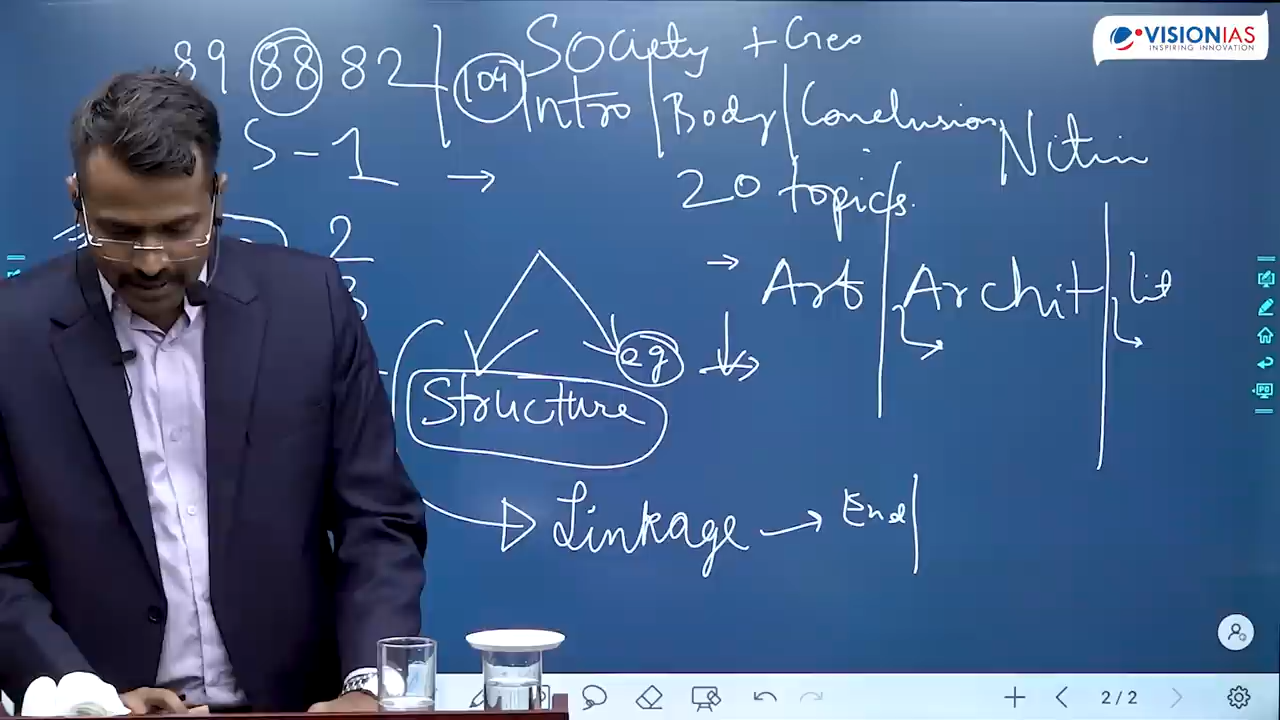 VISIONIAS
INSPIRING INNOVATION
89 88 82 104 Society + Geo
Intro Body Conclusion
S-1 → 20 topics. Nitin
2
→ Art Archit Lit
eg
Structure
Linkage → End
2/2